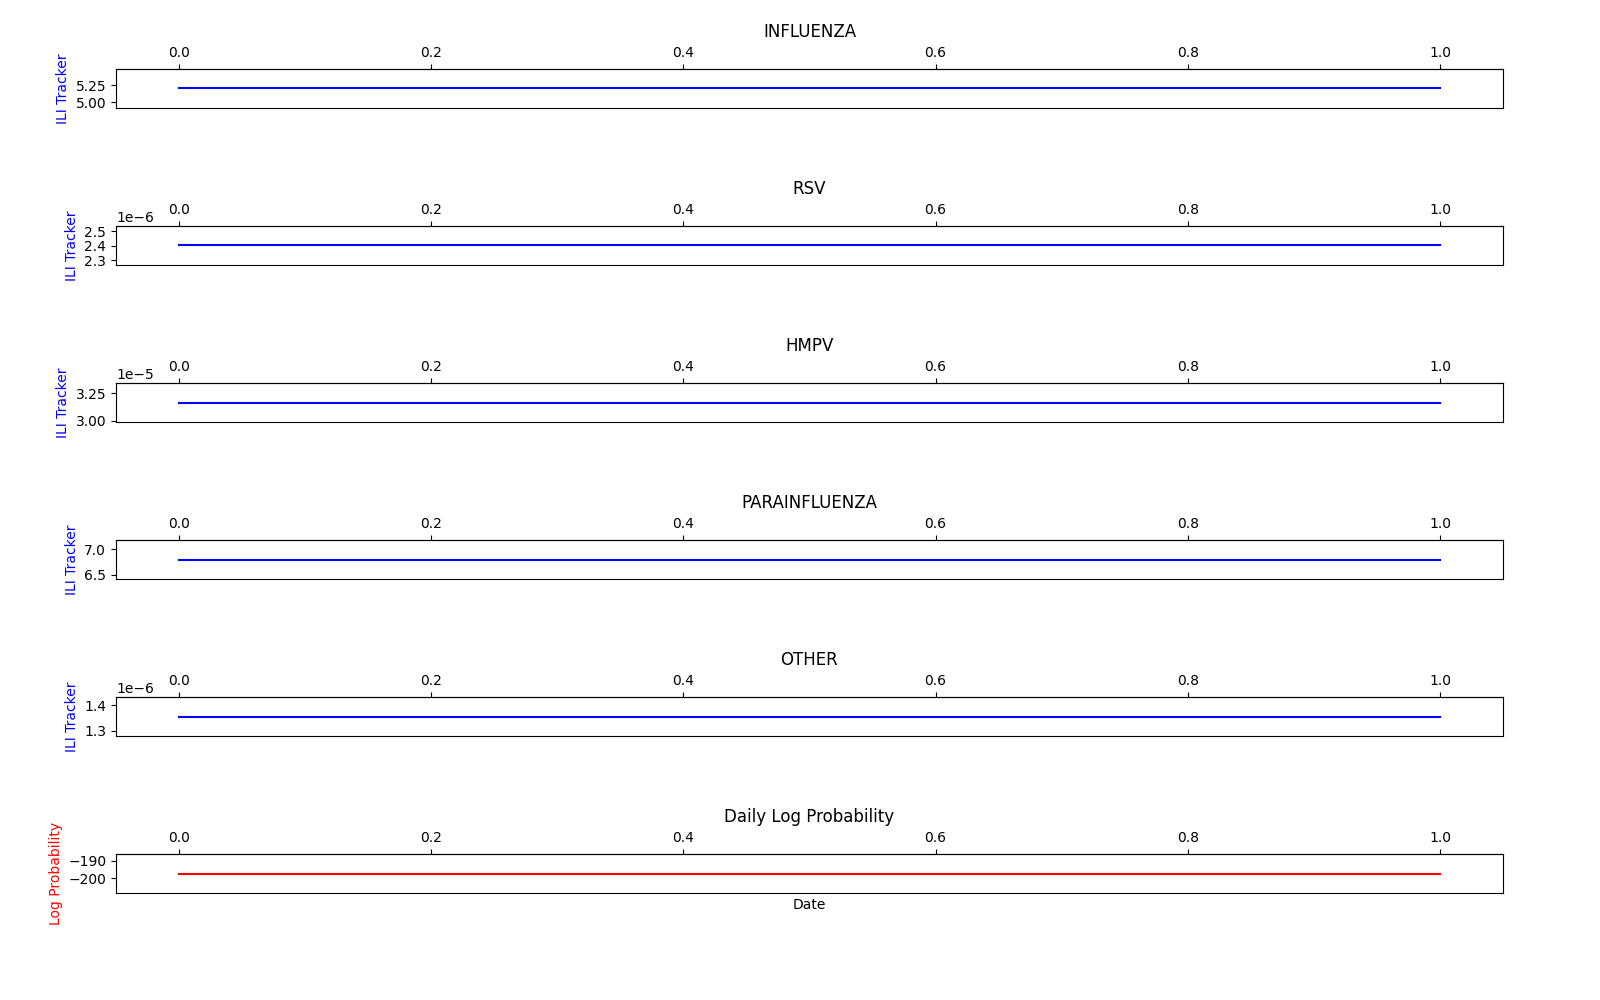 INFLUENZA
0.0 0.2 0.4 0.6 0.8 1.0
ILI Tracker
5.25
5.00
RSV
0.0 0.2 0.4 0.6 0.8 1.0
1e−6
ILI Tracker
2.5
2.4
2.3
HMPV
0.0 0.2 0.4 0.6 0.8 1.0
1e−5
ILI Tracker
3.25
3.00
PARAINFLUENZA
0.0 0.2 0.4 0.6 0.8 1.0
ILI Tracker
7.0
6.5
OTHER
0.0 0.2 0.4 0.6 0.8 1.0
1e−6
ILI Tracker
1.4
1.3
Daily Log Probability
0.0 0.2 0.4 0.6 0.8 1.0
Log Probability
−190
−200
Date